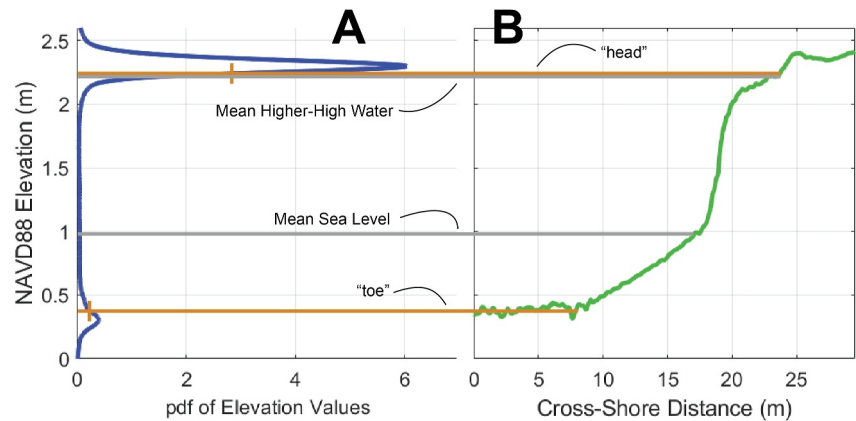 A
B
2.5
2
1.5
1
0.5
0
NAVD88 Elevation (m)
“head”
Mean Higher-High Water
Mean Sea Level
“toe”
0 2 4 6
pdf of Elevation Values
0 5 10 15 20 25
Cross-Shore Distance (m)